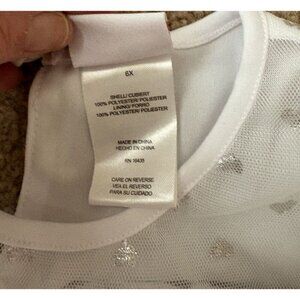 6X
SHELL/ CUBIERT
100% POLYESTER/ POLIESTER
LINING/ FORRO
100% POLYESTER/ POLIESTER
MADE IN CHINA
HECHO EN CHINA
RN 16435
CARE ON REVERSE
VEA EL REVERSO
PARA SU CUIDADO